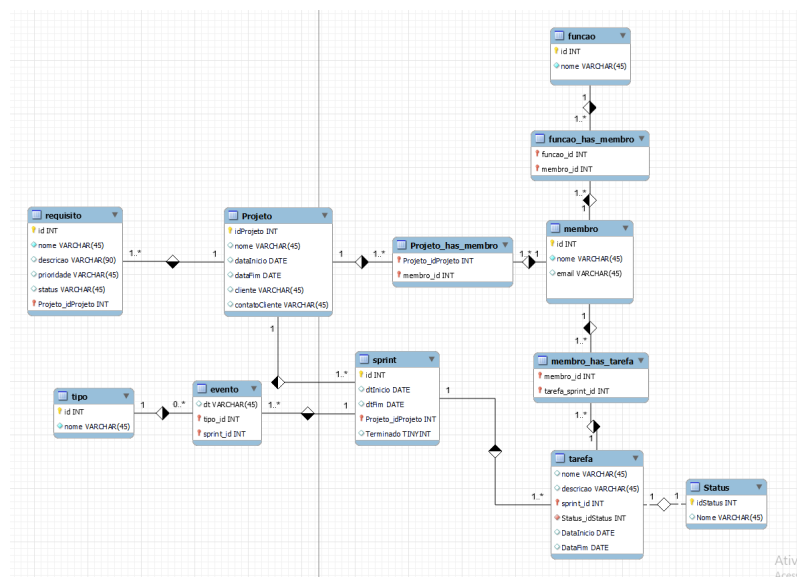 funcao
id INT
nome VARCHAR(45)
1
1..*
funcao_has_membro
funcao_id INT
membro_id INT
1..*
1
requisito
id INT
nome VARCHAR(45)
descricao VARCHAR(90)
prioridade VARCHAR(45)
status VARCHAR(45)
Projeto_idProjeto INT
1..*
1
Projeto
idProjeto INT
nome VARCHAR(45)
dataInicio DATE
dataFim DATE
cliente VARCHAR(45)
contatoCliente VARCHAR(45)
1
1..*
Projeto_has_membro
Projeto_idProjeto INT
membro_id INT
1..*
1
membro
id INT
nome VARCHAR(45)
email VARCHAR(45)
1
1..*
1
1..*
sprint
id INT
dtInicio DATE
dtFim DATE
Projeto_idProjeto INT
Terminado TINYINT
membro_has_tarefa
membro_id INT
tarefa_sprint_id INT
1..*
1
tipo
id INT
nome VARCHAR(45)
1
0..*
evento
dt VARCHAR(45)
tipo_id INT
sprint_id INT
1..*
1
1
1..*
tarefa
nome VARCHAR(45)
descricao VARCHAR(45)
sprint_id INT
Status_idStatus INT
DataInicio DATE
DataFim DATE
1
1
Status
idStatus INT
Nome VARCHAR(45)
Ativ